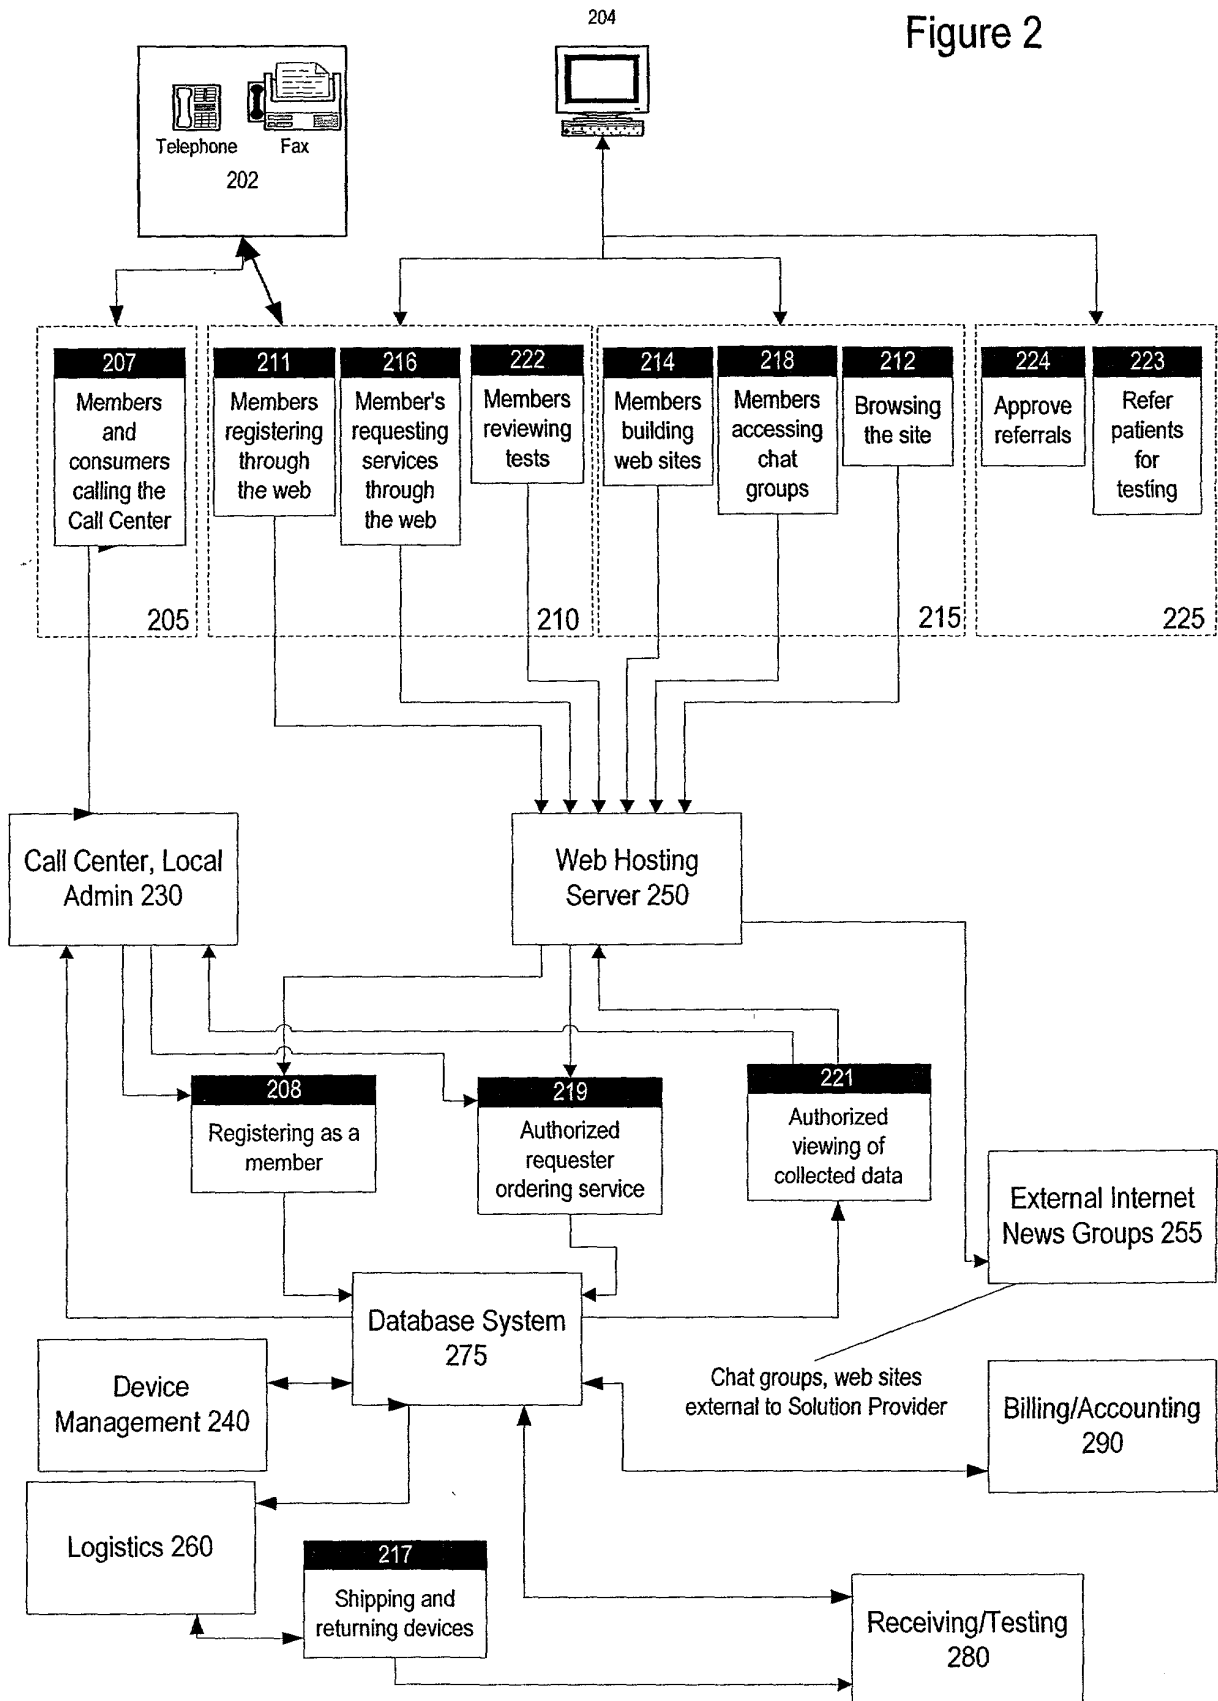 204
Figure 2
Telephone
Fax
202
207
Members
and
consumers
calling the
Call Center
205
211
Members
registering
through
the web
216
Member's
requesting
services
through
the web
222
Members
reviewing
tests
210
214
Members
building
web sites
218
Members
accessing
chat
groups
212
Browsing
the site
215
224
Approve
referrals
223
Refer
patients
for
testing
225
Call Center, Local
Admin 230
Web Hosting
Server 250
208
Registering as a
member
219
Authorized
requester
ordering service
221
Authorized
viewing of
collected data
External Internet
News Groups 255
Database System
275
Chat groups, web sites
external to Solution Provider
Device
Management 240
Billing/Accounting
290
Logistics 260
217
Shipping and
returning devices
Receiving/Testing
280